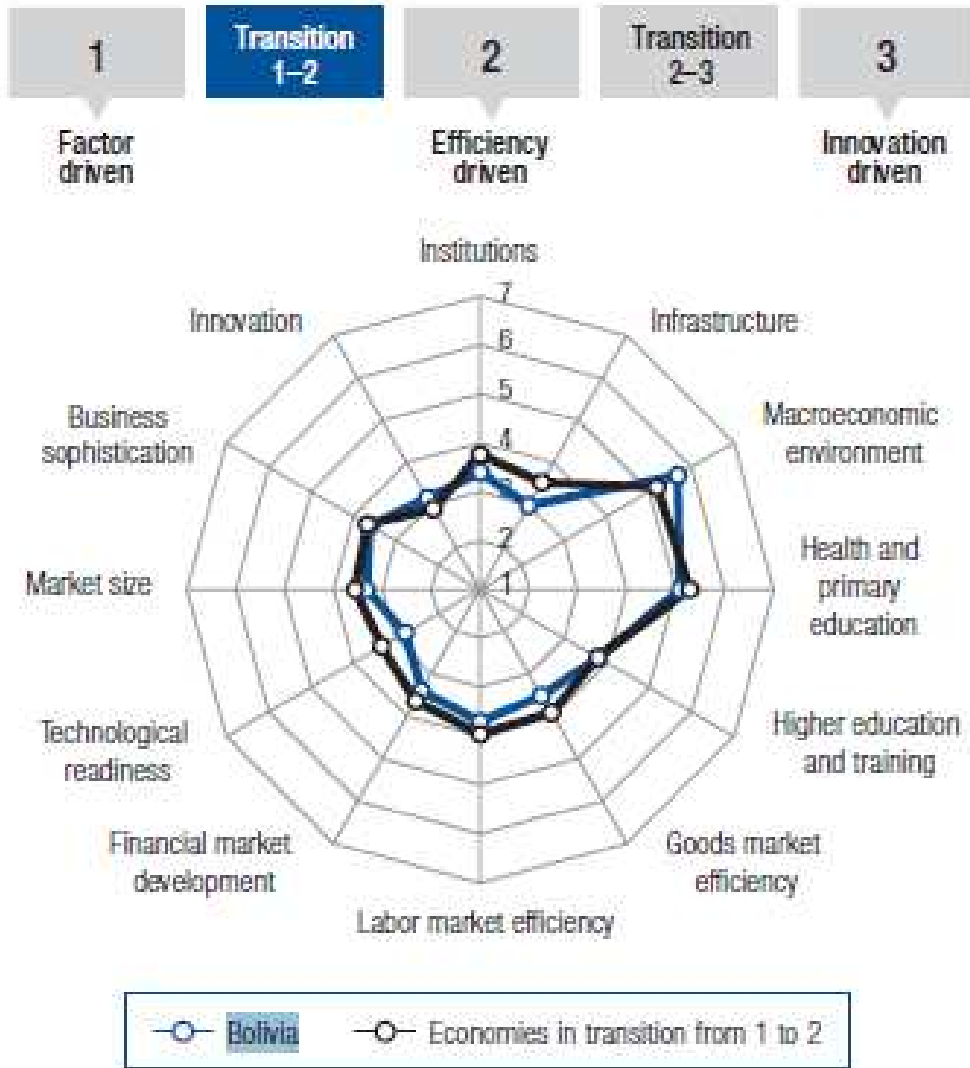 1
Transition
1–2
2
Transition
2–3
3
Factor
driven
Efficiency
driven
Innovation
driven
Institutions
7
Innovation
Infrastructure
6
5
Business
sophistication
Macroeconomic
environment
4
2
Market size
1
Health and
primary
education
Technological
readiness
Higher education
and training
Financial market
development
Goods market
efficiency
Labor market efficiency
Bolivia
Economies in transition from 1 to 2